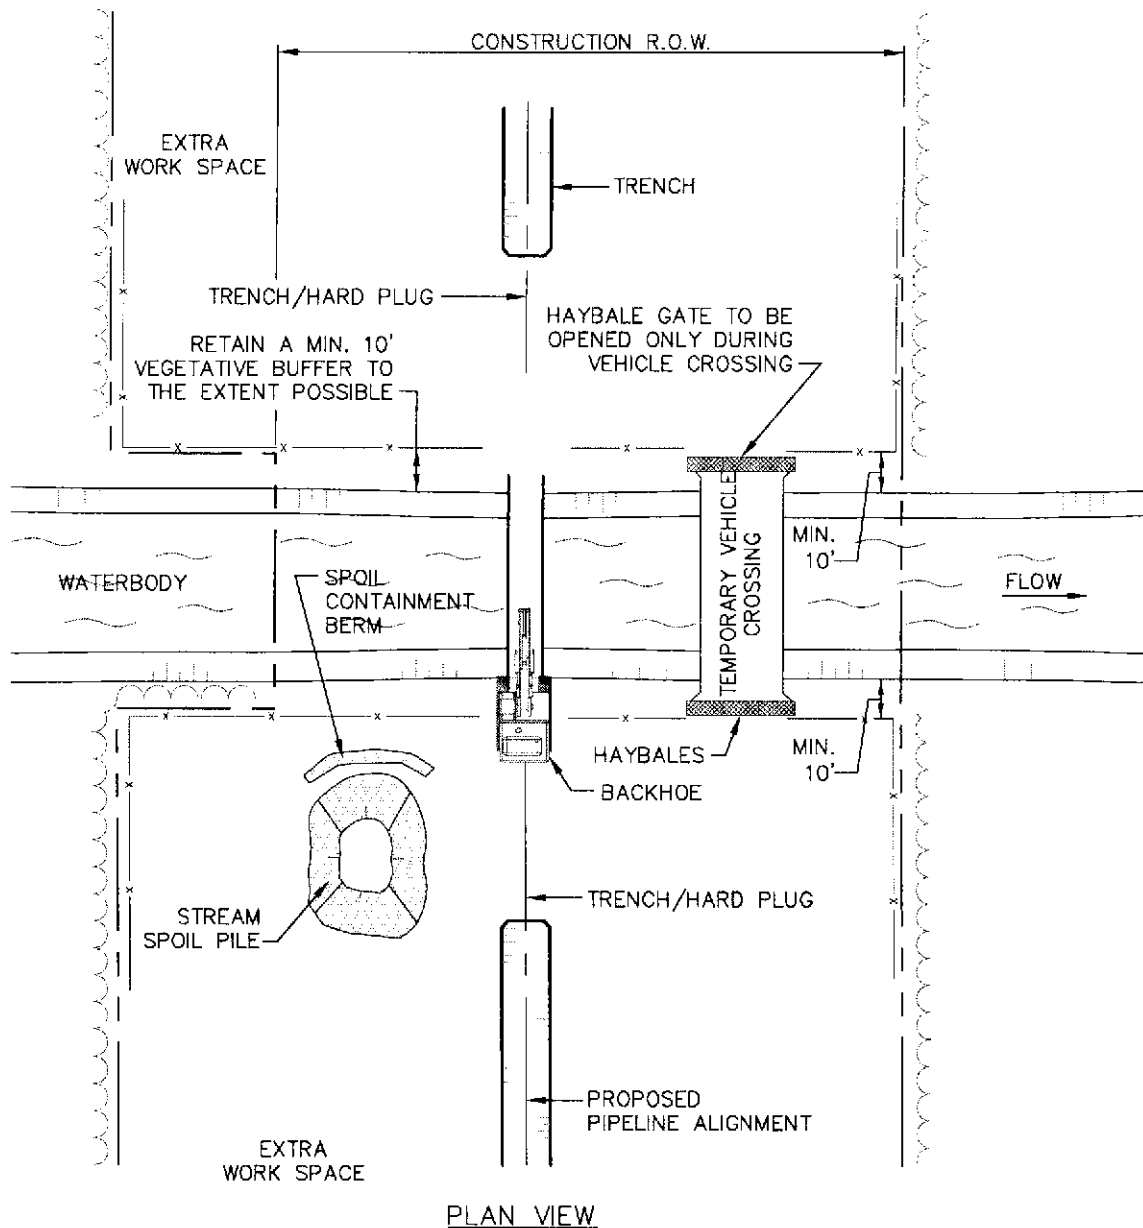 CONSTRUCTION R.O.W.
EXTRA
WORK SPACE
TRENCH
TRENCH/HARD PLUG
HAYBALE GATE TO BE
OPENED ONLY DURING
VEHICLE CROSSING
RETAIN A MIN. 10'
VEGETATIVE BUFFER TO
THE EXTENT POSSIBLE
MIN.
10'
TEMPORARY VEHICLE
CROSSING
WATERBODY
SPOIL
CONTAINMENT
BERM
FLOW
HAYBALES
MIN.
10'
BACKHOE
TRENCH/HARD PLUG
STREAM
SPOIL PILE
PROPOSED
PIPELINE ALIGNMENT
EXTRA
WORK SPACE
PLAN VIEW